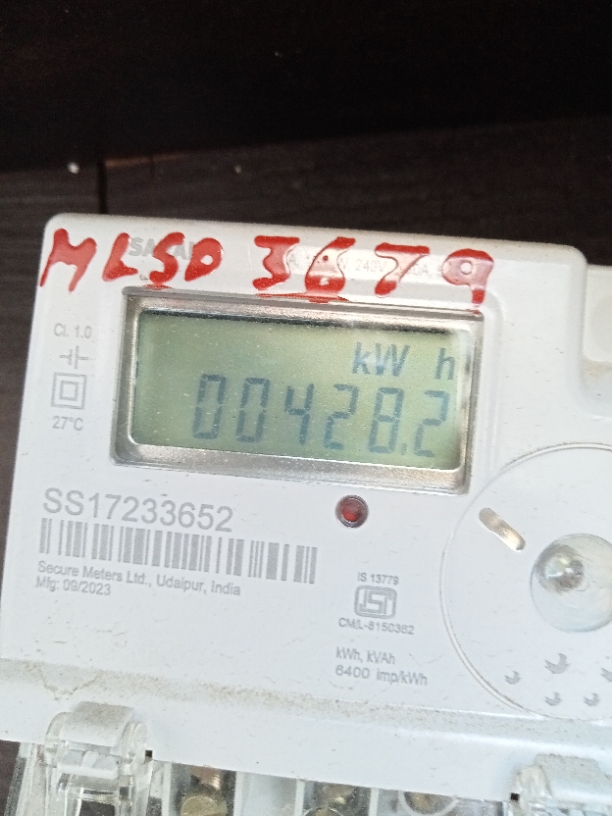 MLSD 3679
Cl. 1.0
27°C
kW h
00428.2
SS17233652
Secure Meters Ltd., Udaipur, India
Mfg: 09/2023
IS 13779
ISI
CM/L-8150362
kWh, kVAh
6400 imp/kWh